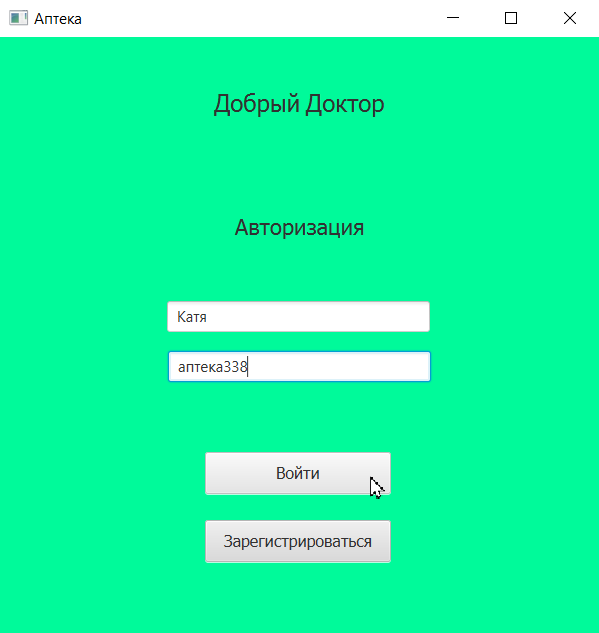 Аптека
Добрый Доктор
Авторизация
Катя
аптека338
Войти
Зарегистрироваться